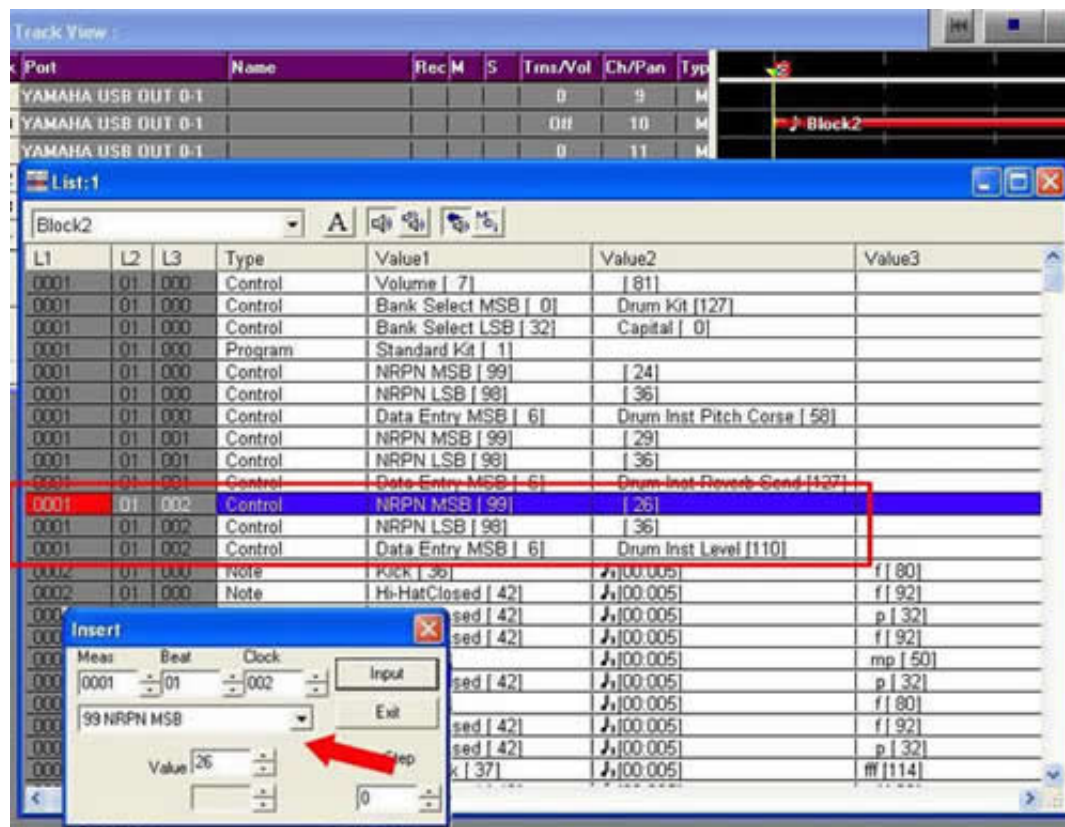 Track View :
Port Name Rec M S Trns/Vol Ch/Pan Typ
YAMAHA USB OUT 0-1 0 9 M
YAMAHA USB OUT 0-1 Off 10 M Block2
YAMAHA USB OUT 0-1 0 11 M
List:1
Block2 A
L1 L2 L3 Type Value1 Value2 Value3
0001 01 000 Control Volume [ 7] [ 81]
0001 01 000 Control Bank Select MSB [ 0] Drum Kit [127]
0001 01 000 Control Bank Select LSB [ 32] Capital [ 0]
0001 01 000 Program Standard Kit [ 1]
0001 01 000 Control NRPN MSB [ 99] [ 24]
0001 01 000 Control NRPN LSB [ 98] [ 36]
0001 01 000 Control Data Entry MSB [ 6] Drum Inst Pitch Corse [ 58]
0001 01 001 Control NRPN MSB [ 99] [ 29]
0001 01 001 Control NRPN LSB [ 98] [ 36]
0001 01 001 Control Data Entry MSB [ 6] Drum Inst Reverb Send [127]
0001 01 002 Control NRPN MSB [ 99] [ 26]
0001 01 002 Control NRPN LSB [ 98] [ 36]
0001 01 002 Control Data Entry MSB [ 6] Drum Inst Level [110]
0002 01 000 Note Kick [ 36] [00:005] f [ 80]
0002 01 000 Note Hi-HatClosed [ 42] [00:005] f [ 92]
sed [ 42] [00:005] p [ 32]
sed [ 42] [00:005] f [ 92]
[00:005] mp [ 50]
sed [ 42] [00:005] p [ 32]
[00:005] f [ 80]
sed [ 42] [00:005] f [ 92]
sed [ 42] [00:005] p [ 32]
k [ 37] [00:005] fff [114]
Insert
Meas Beat Clock
0001 01 002 Input
99 NRPN MSB Exit
Value 26
0